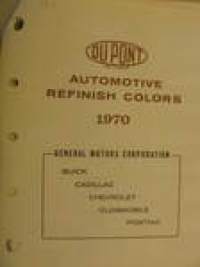 DU PONT
AUTOMOTIVE
REFINISH COLORS
1970
GENERAL MOTORS CORPORATION
BUICK
CADILLAC
CHEVROLET
OLDSMOBILE
PONTIAC